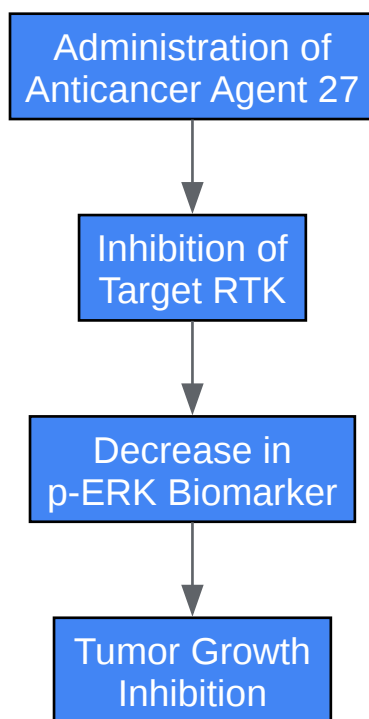 Administration of
Anticancer Agent 27
Inhibition of
Target RTK
Decrease in
p-ERK Biomarker
Tumor Growth
Inhibition